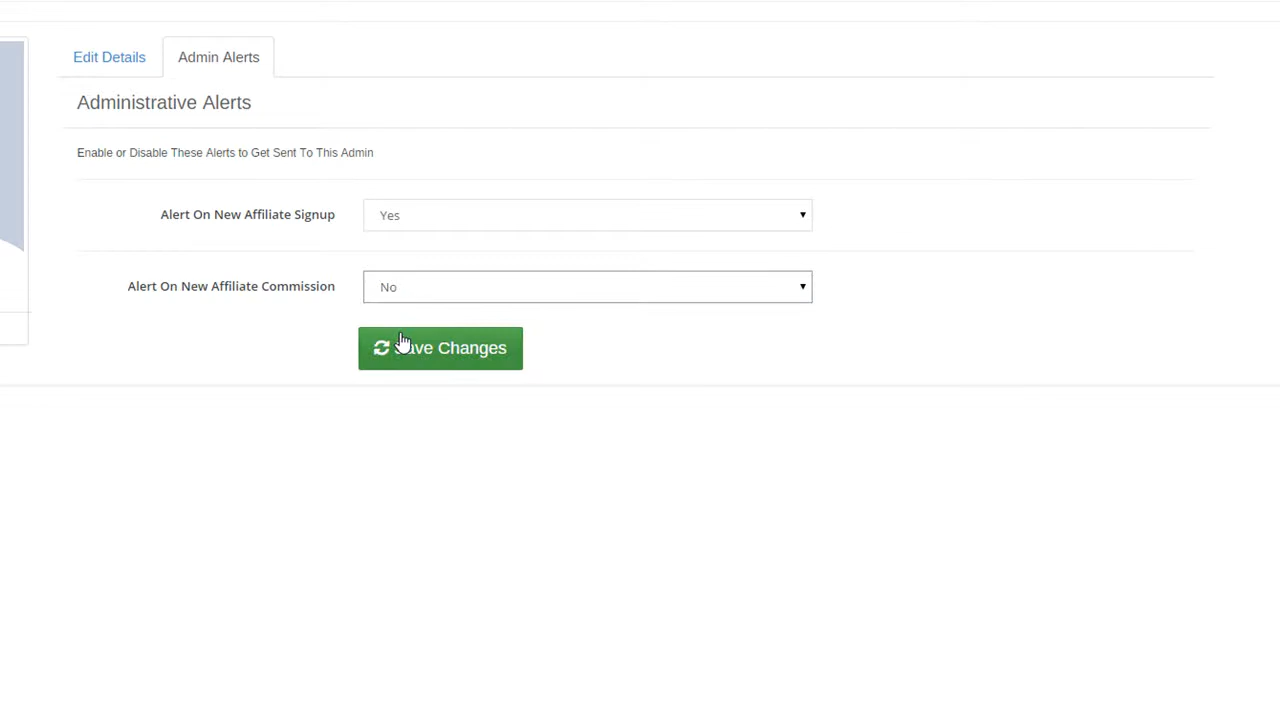 Edit Details
Admin Alerts
Administrative Alerts
Enable or Disable These Alerts to Get Sent To This Admin
Alert On New Affiliate Signup
Yes
Alert On New Affiliate Commission
No
Save Changes